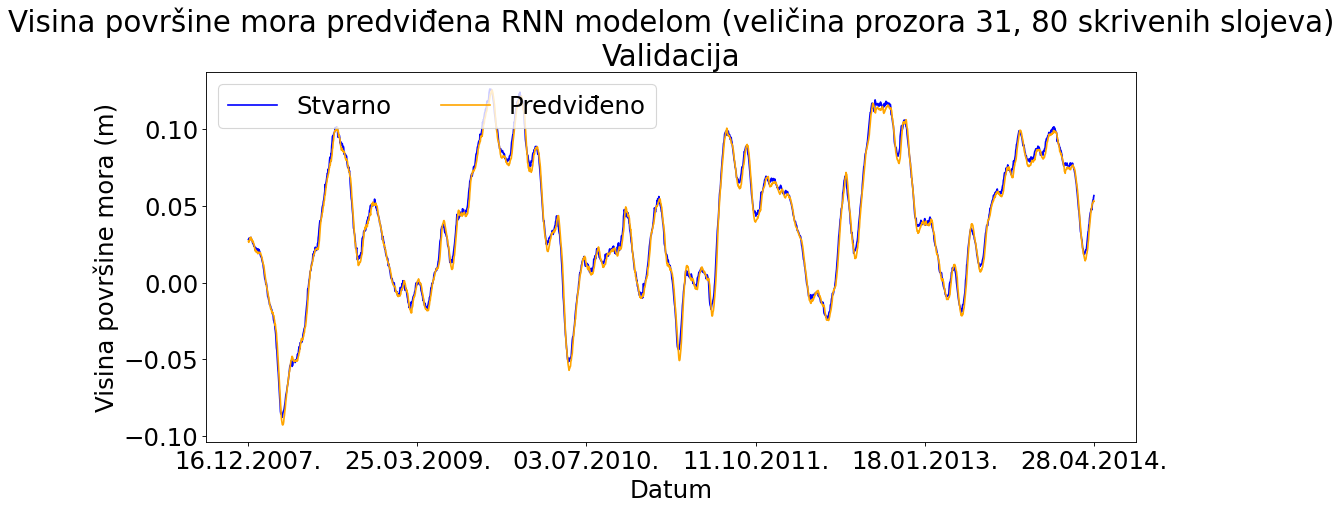 Visina površine mora predviđena RNN modelom (veličina prozora 31, 80 skrivenih slojeva)
Validacija
Stvarno Predviđeno
Visina površine mora (m)
0.10
0.05
0.00
−0.05
−0.10
16.12.2007. 25.03.2009. 03.07.2010. 11.10.2011. 18.01.2013. 28.04.2014.
Datum